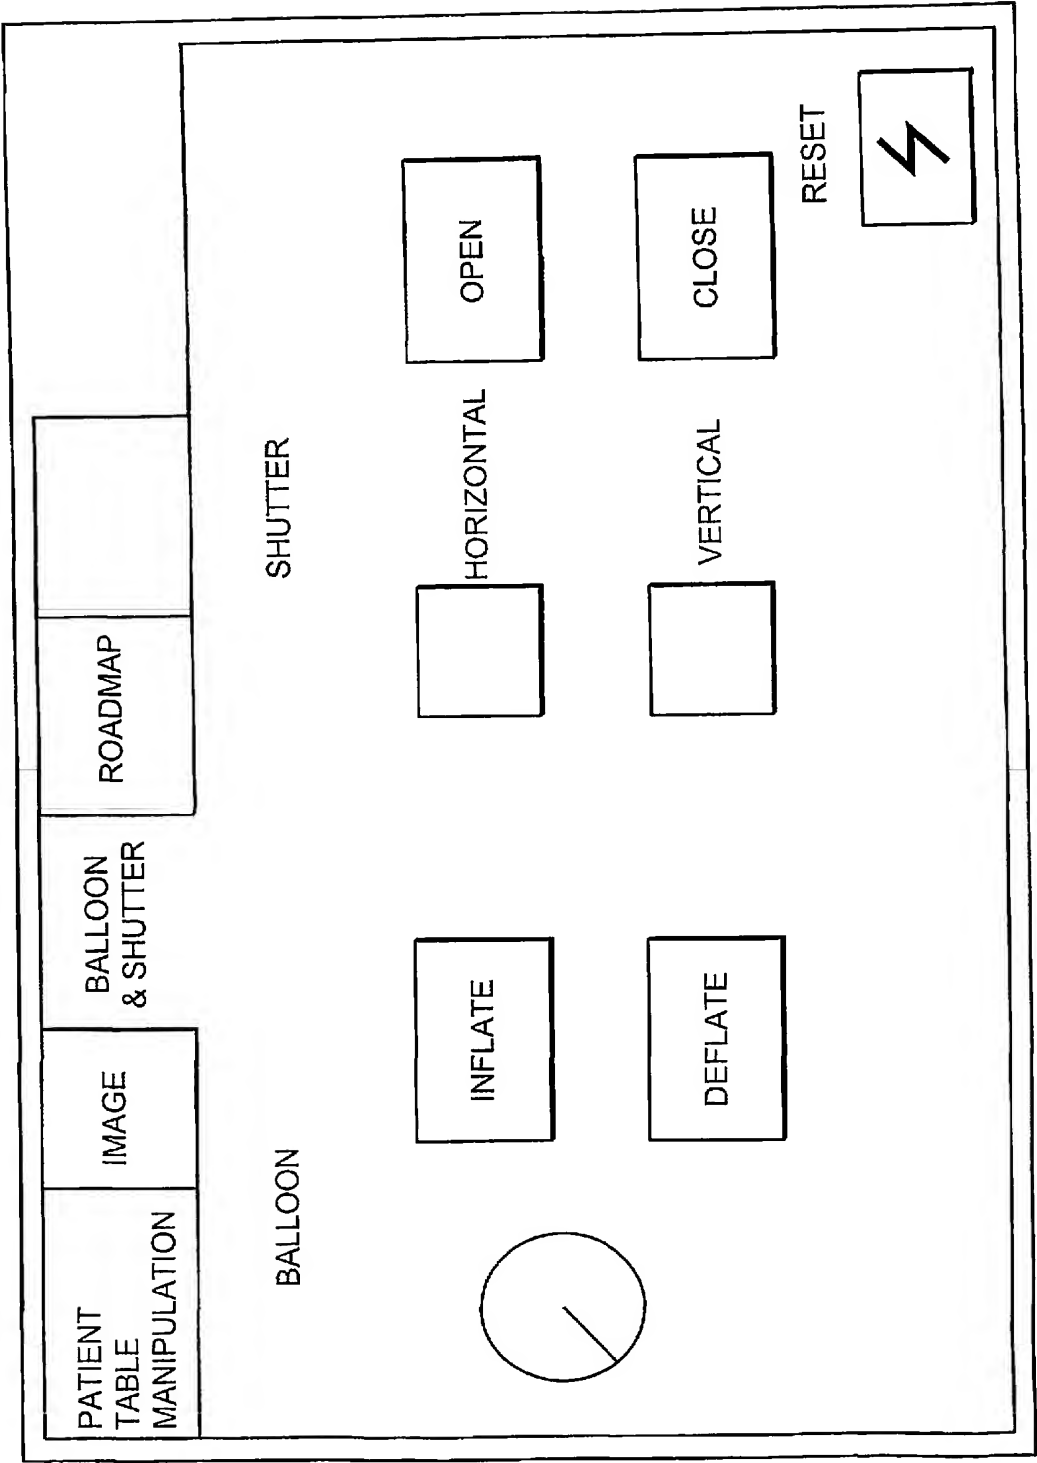 PATIENT
TABLE
MANIPULATION
IMAGE
BALLOON
& SHUTTER
ROADMAP
BALLOON
SHUTTER
INFLATE
HORIZONTAL
OPEN
DEFLATE
VERTICAL
CLOSE
RESET